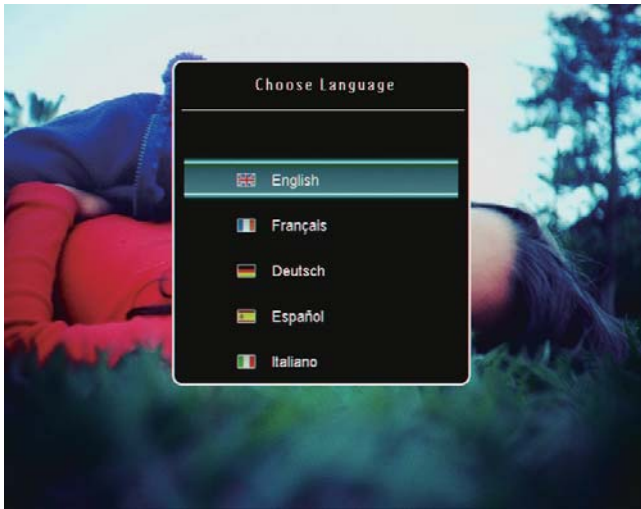 Choose Language
English
Français
Deutsch
Español
Italiano